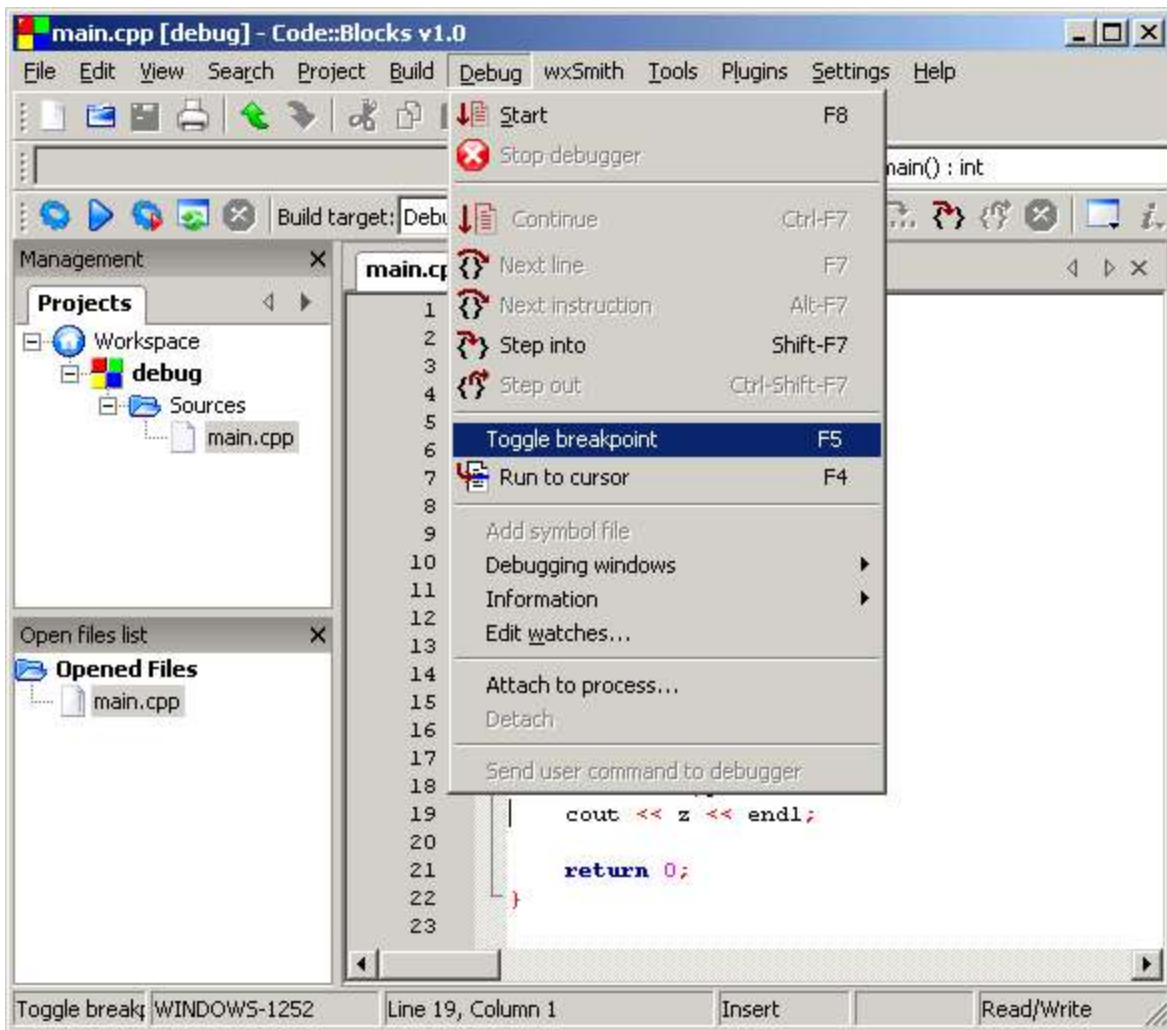 main.cpp [debug] - Code::Blocks v1.0
File Edit View Search Project Build Debug wxSmith Tools Plugins Settings Help
Start F8
Stop debugger
main() : int
Build target: Debu
Continue Ctrl-F7
Management
main.cp
Next line F7
Projects
Next instruction Alt-F7
Workspace
Step into Shift-F7
debug
Step out Ctrl-Shift-F7
Sources
main.cpp
Toggle breakpoint F5
Run to cursor F4
Add symbol file
Debugging windows
Information
Edit watches...
Open files list
Opened Files
main.cpp
Attach to process...
Detach
Send user command to debugger
1
2
3
4
5
6
7
8
9
10
11
12
13
14
15
16
17
18
19 cout << z << endl;
20
21 return 0;
22 }
23
Toggle break WINDOWS-1252 Line 19, Column 1 Insert Read/Write